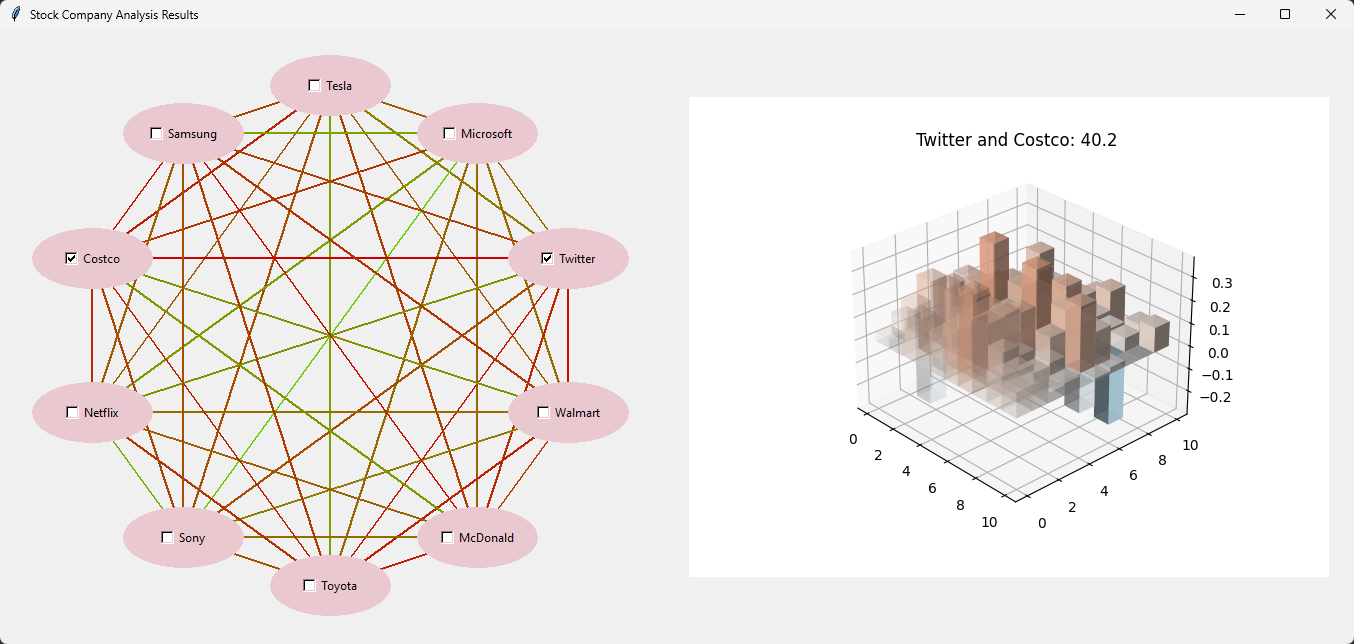 Stock Company Analysis Results
Tesla
Samsung
Microsoft
Costco
Twitter
Netflix
Walmart
Sony
McDonald
Toyota
Twitter and Costco: 40.2
0.3
0.2
0.1
0.0
−0.1
−0.2
0
2
4
6
8
10
0
2
4
6
8
10